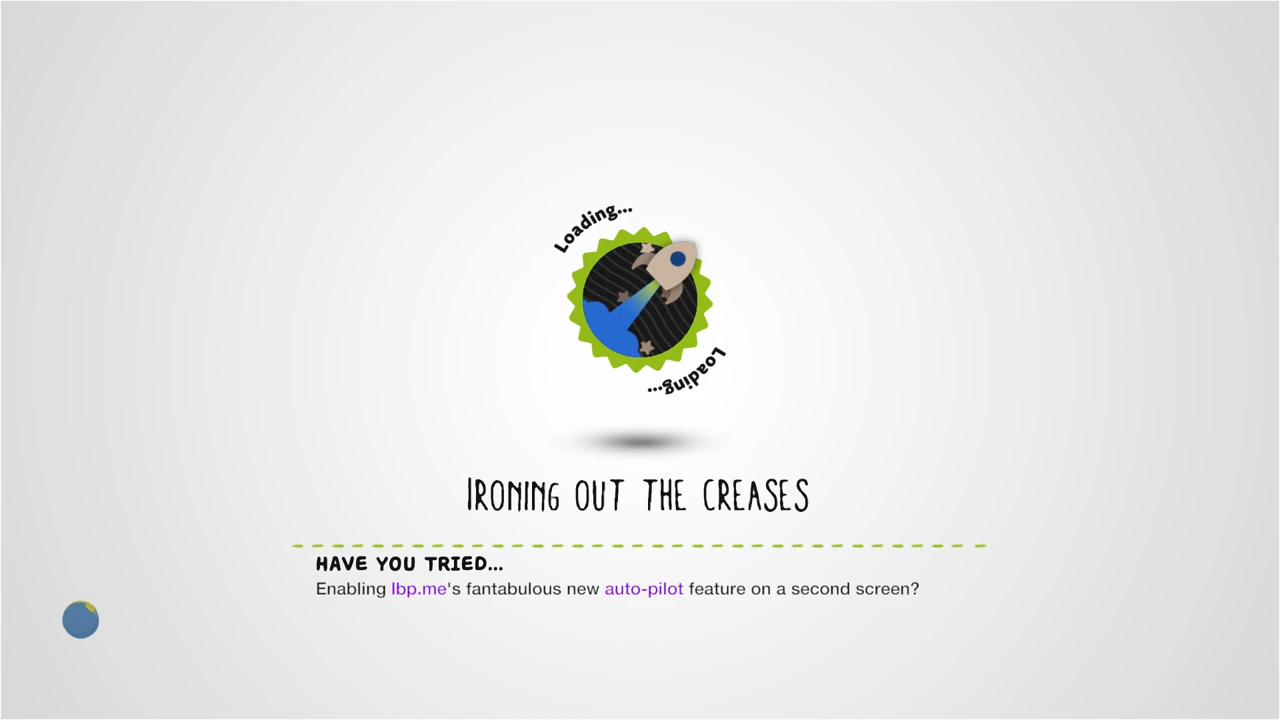 Loading...
Loading...
IRONING OUT THE CREASES
HAVE YOU TRIED...
Enabling lbp.me's fantabulous new auto-pilot feature on a second screen?